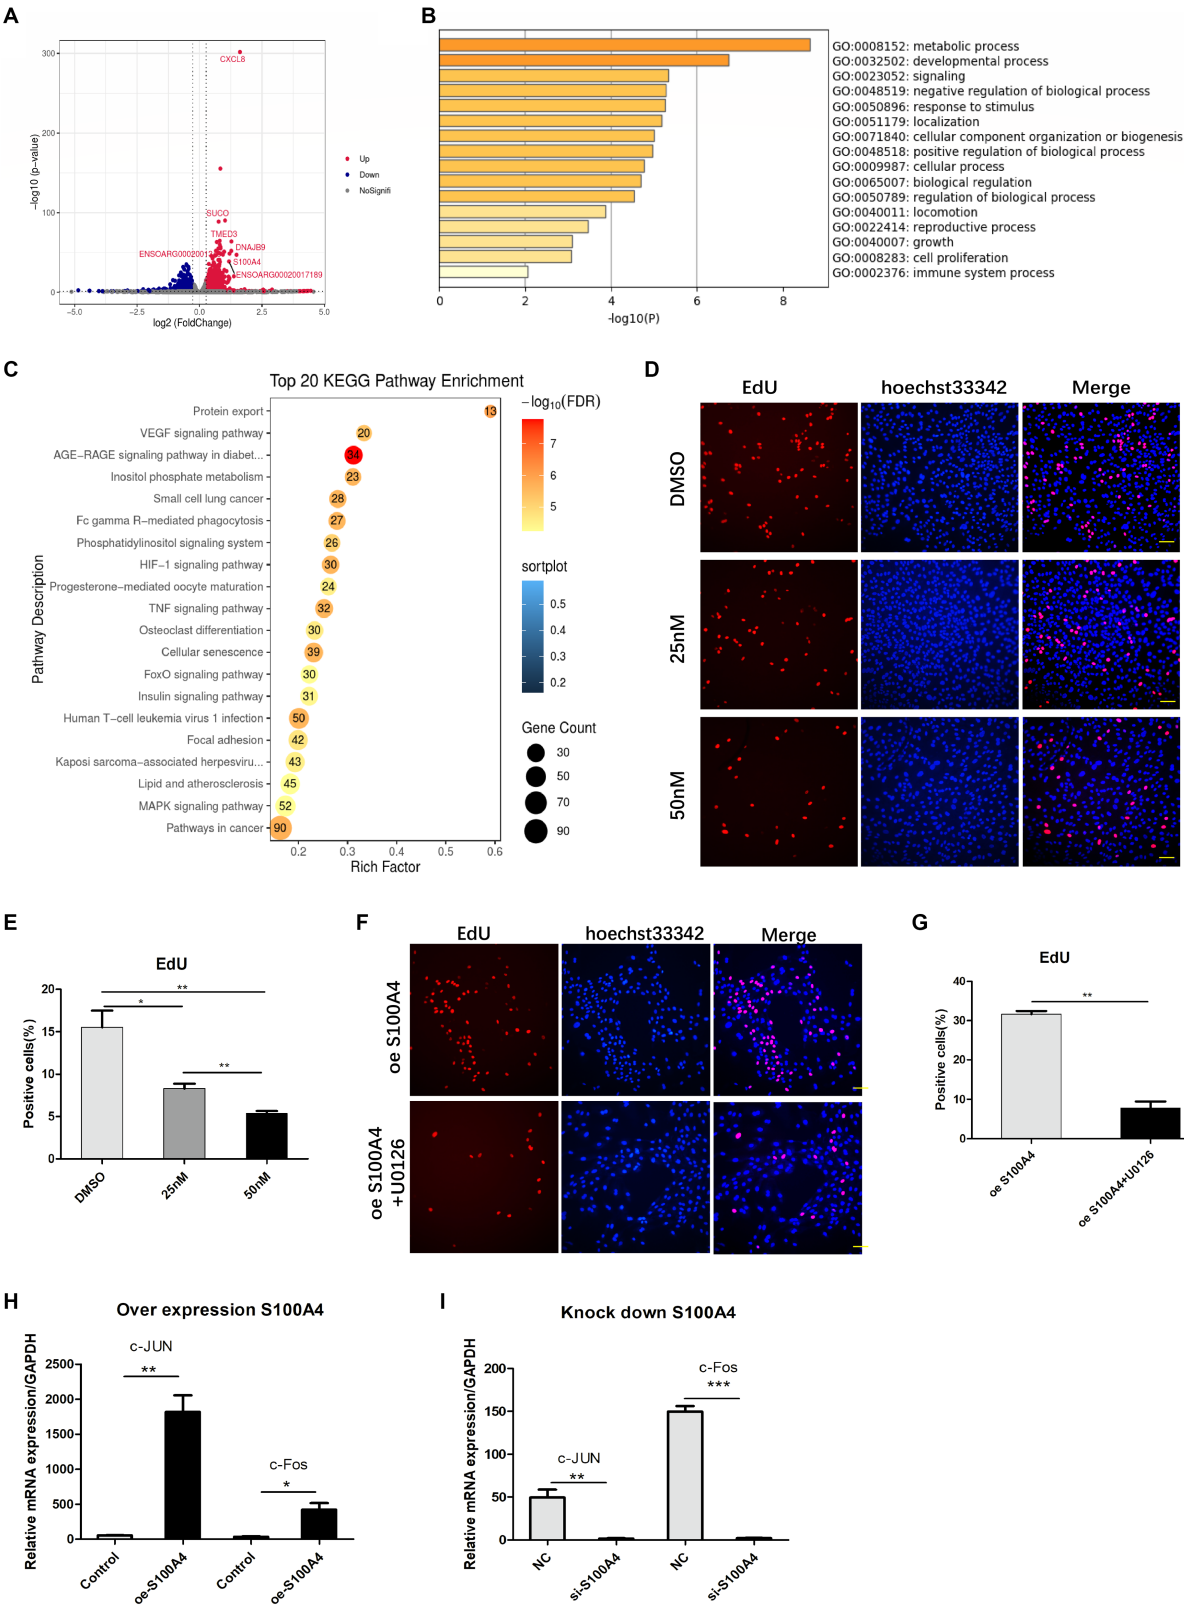 A
300
200
100
0
−log10 (p−value)
CXCL8
SUCO
TMED3
DNAJB9
ENSOARG00020012
S100A4
ENSOARG00020017189
−5.0
−2.5
0.0
2.5
5.0
log2 (FoldChange)
Up
Down
NoSignifi
B
GO:0008152: metabolic process
GO:0032502: developmental process
GO:0023052: signaling
GO:0048519: negative regulation of biological process
GO:0050896: response to stimulus
GO:0051179: localization
GO:0071840: cellular component organization or biogenesis
GO:0048518: positive regulation of biological process
GO:0009987: cellular process
GO:0065007: biological regulation
GO:0050789: regulation of biological process
GO:0040011: locomotion
GO:0022414: reproductive process
GO:0040007: growth
GO:0008283: cell proliferation
GO:0002376: immune system process
0
2
4
6
8
-log10(P)
C
Top 20 KEGG Pathway Enrichment
Pathway Description
Protein export
13
VEGF signaling pathway
20
AGE−RAGE signaling pathway in diabet...
34
Inositol phosphate metabolism
23
Small cell lung cancer
28
Fc gamma R−mediated phagocytosis
27
Phosphatidylinositol signaling system
26
HIF−1 signaling pathway
30
Progesterone−mediated oocyte maturation
24
TNF signaling pathway
32
Osteoclast differentiation
30
Cellular senescence
39
FoxO signaling pathway
30
Insulin signaling pathway
31
Human T−cell leukemia virus 1 infection
50
Focal adhesion
42
Kaposi sarcoma−associated herpesviru...
43
Lipid and atherosclerosis
45
MAPK signaling pathway
52
Pathways in cancer
90
0.2
0.3
0.4
0.5
0.6
Rich Factor
−log10(FDR)
7
6
5
sortplot
0.5
0.4
0.3
0.2
Gene Count
30
50
70
90
D
EdU
hoechst33342
Merge
DMSO
25nM
50nM
E
EdU
Positive cells(%)
20
15
10
5
0
**
*
**
DMSO
25nM
50nM
F
EdU
hoechst33342
Merge
oe S100A4
oe S100A4
+U0126
G
EdU
Positive cells(%)
40
30
20
10
0
**
oe S100A4
oe S100A4+U0126
H
Over expression S100A4
Relative mRNA expression/GAPDH
2500
2000
1500
1000
500
0
c-JUN
**
c-Fos
*
Control
oe-S100A4
Control
oe-S100A4
I
Knock down S100A4
Relative mRNA expression/GAPDH
200
150
100
50
0
c-JUN
**
c-Fos
***
NC
si-S100A4
NC
si-S100A4